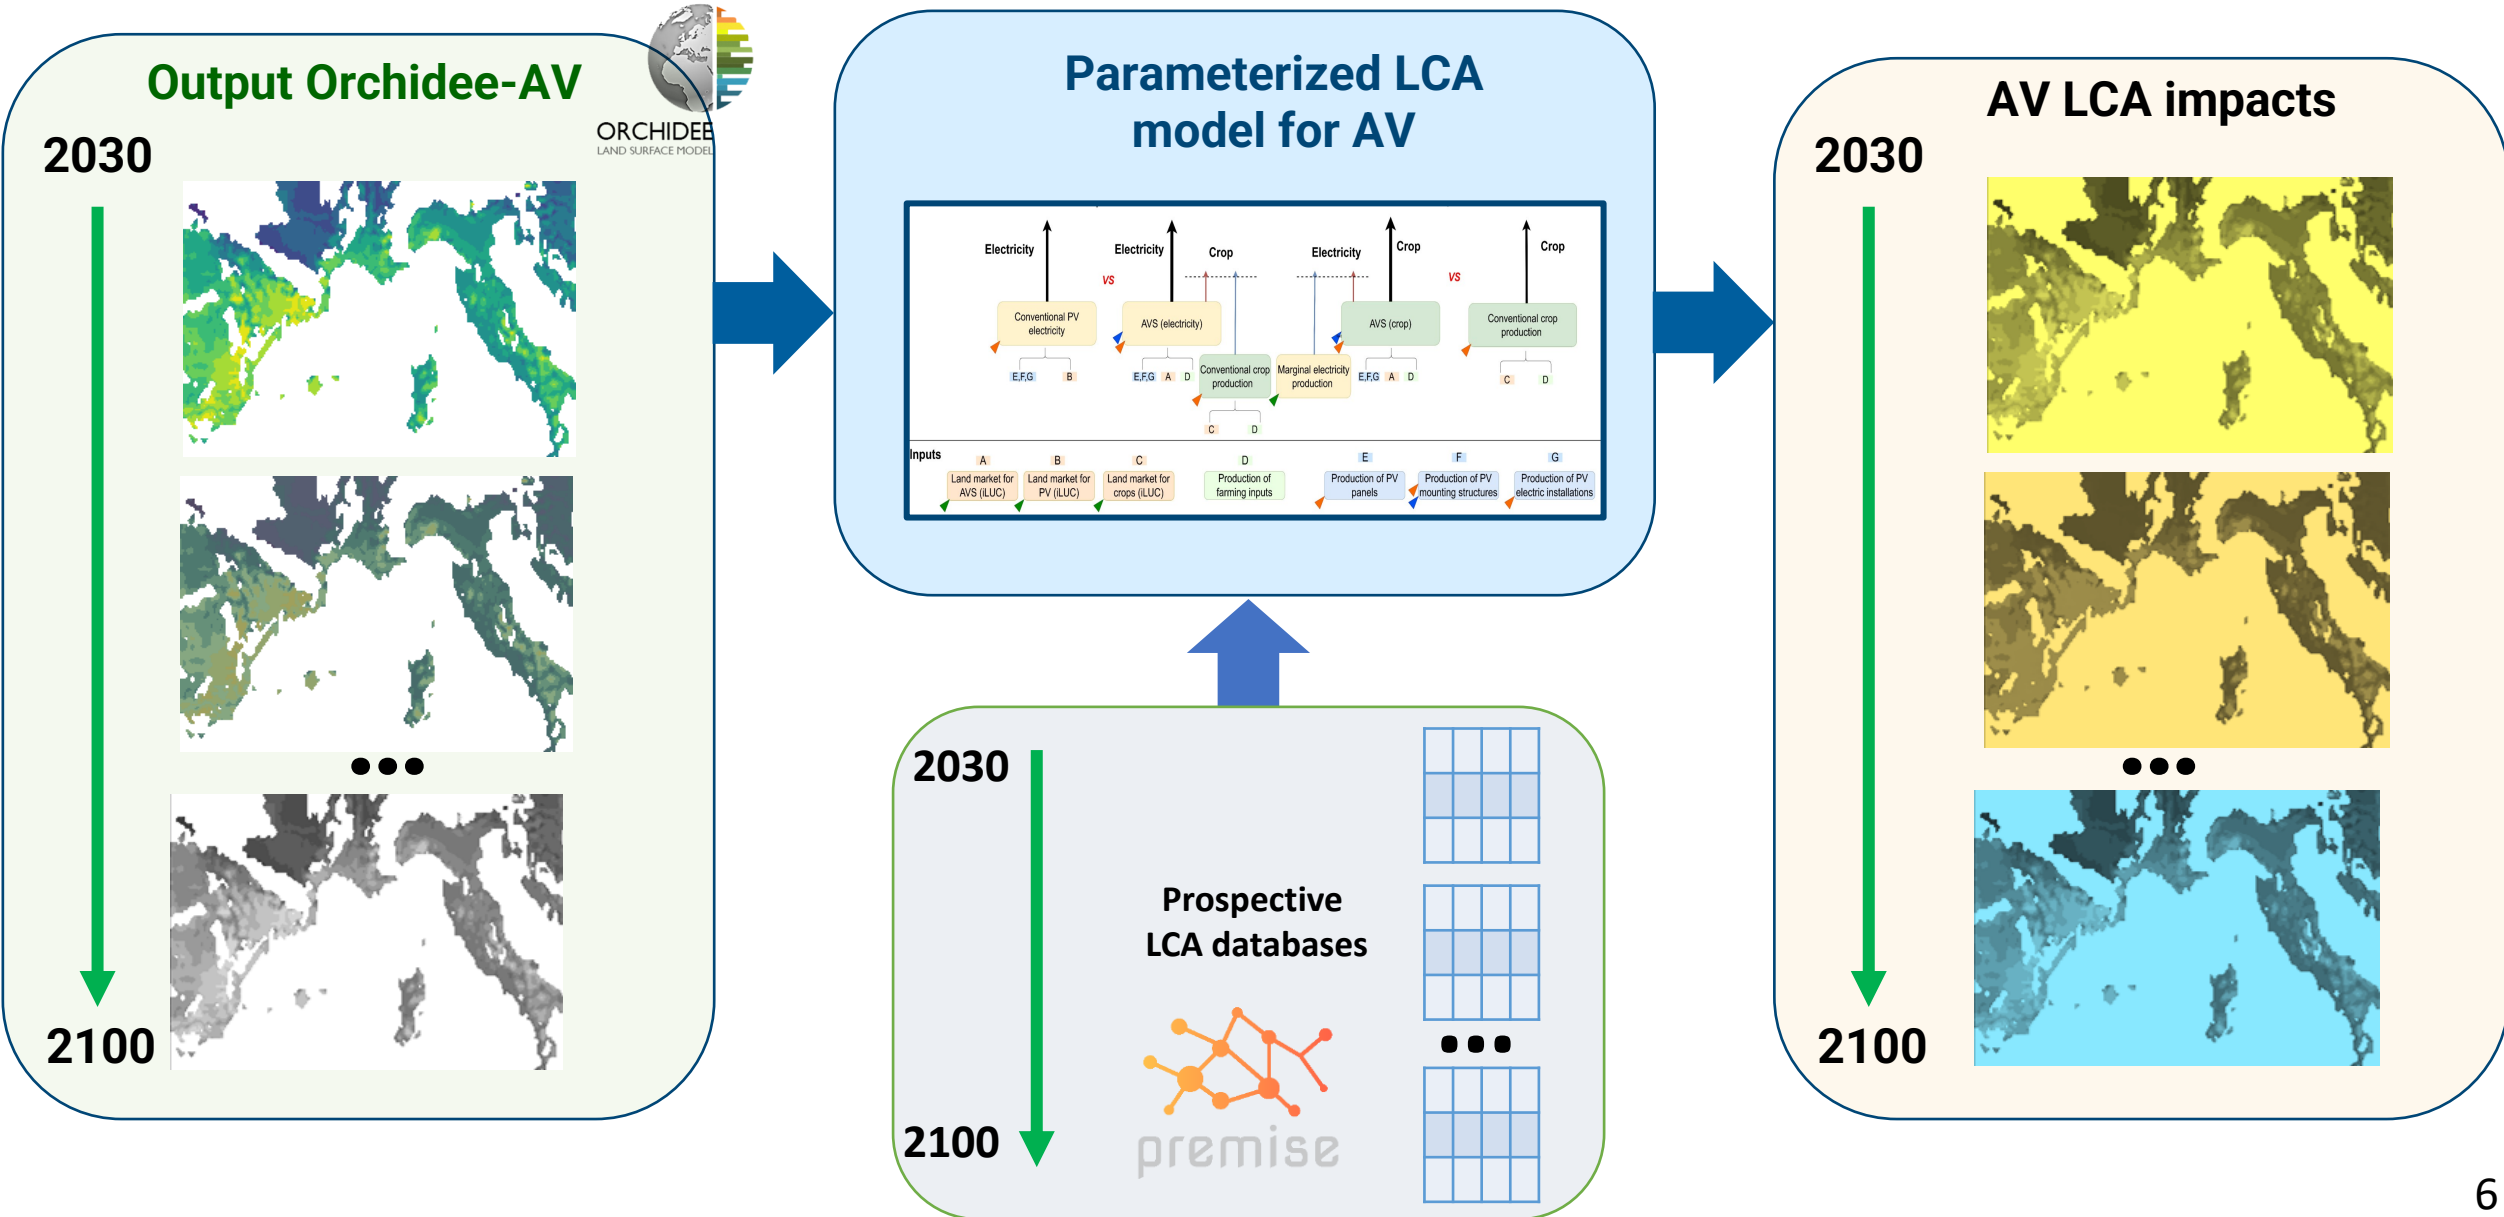 Output Orchidee-AV
ORCHIDEE
LAND SURFACE MODEL
2030
2100
Parameterized LCA
model for AV
Electricity
Electricity
Crop
Electricity
Crop
Crop
VS
VS
Conventional PV
electricity
AVS (electricity)
AVS (crop)
Conventional crop
production
E,F,G
B
E,F,G
A
D
Conventional crop
production
Marginal electricity
production
E,F,G
A
D
C
D
C
D
Inputs
A
B
C
D
E
F
G
Land market for
AVS (iLUC)
Land market for
PV (iLUC)
Land market for
crops (iLUC)
Production of
farming inputs
Production of PV
panels
Production of PV
mounting structures
Production of PV
electric installations
2030
Prospective
LCA databases
premise
2100
AV LCA impacts
2030
2100
6